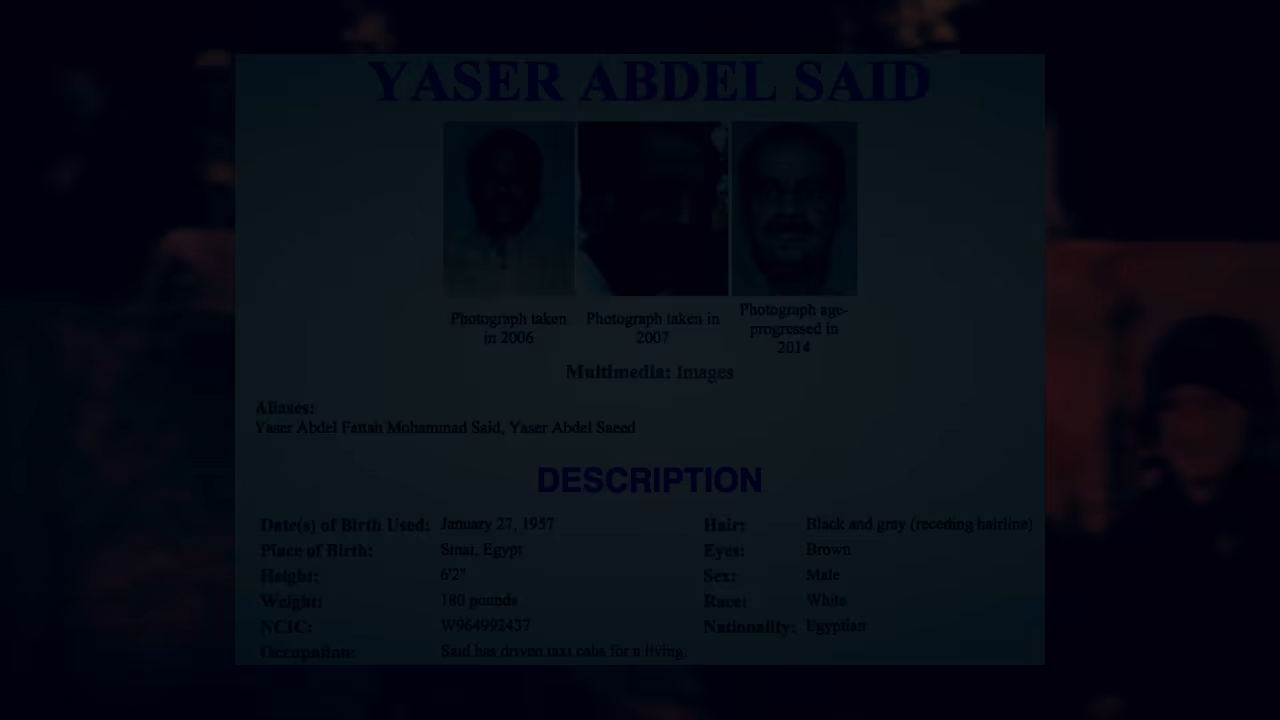 YASER ABDEL SAID
Photograph taken
in 2006
Photograph taken in
2007
Photograph age-
progressed in
2014
Multimedia: Images
Aliases:
Yaser Abdel Fattah Mohammad Said, Yaser Abdel Saeed
DESCRIPTION
Date(s) of Birth Used: January 27, 1957
Hair: Black and gray (receding hairline)
Place of Birth: Sinai, Egypt
Eyes: Brown
Height: 6'2"
Sex: Male
Weight: 180 pounds
Race: White
NCIC: W964992437
Nationality: Egyptian
Occupation: Said has driven taxi cabs for a living.